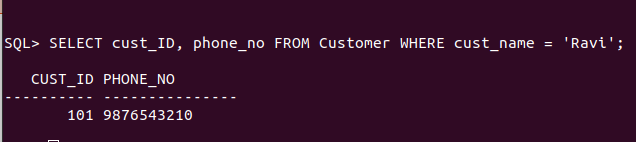 SQL> SELECT cust_ID, phone_no FROM Customer WHERE cust_name = 'Ravi';
   CUST_ID PHONE_NO
---------- ---------------
       101 9876543210